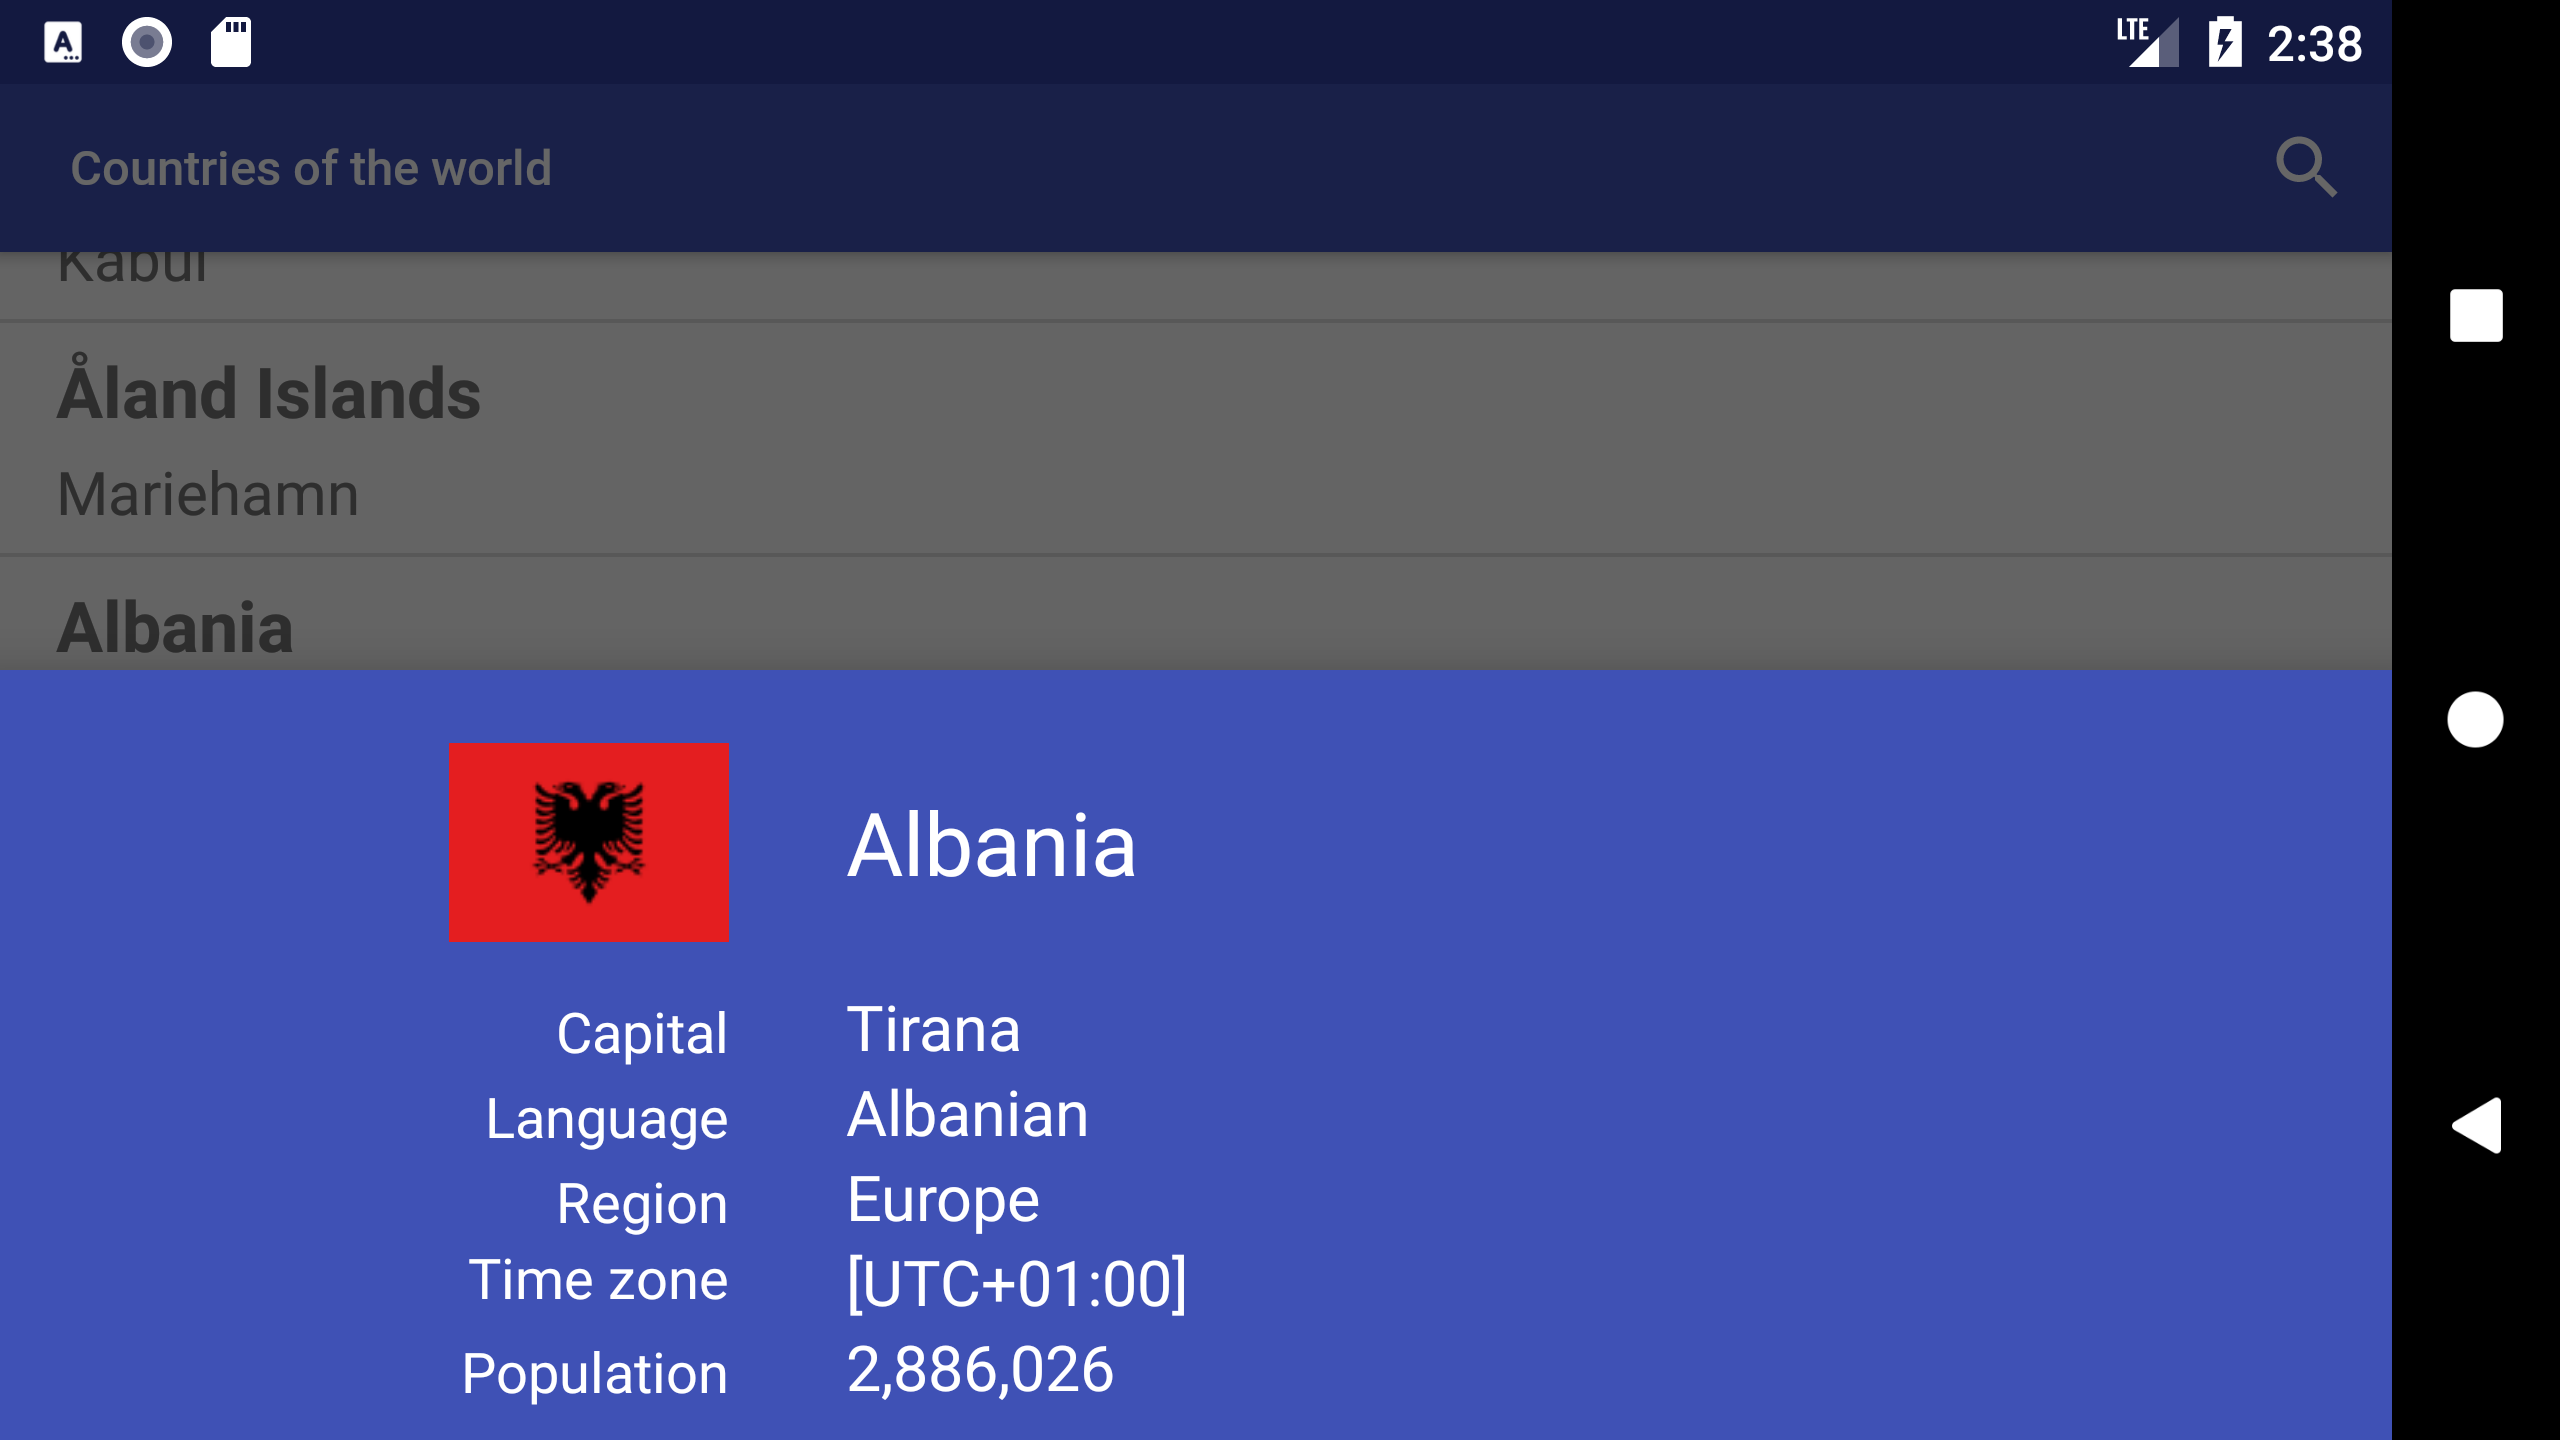 LTE 2:38
Countries of the world
Kabul
Åland Islands
Mariehamn
Albania
Albania
Capital Tirana
Language Albanian
Region Europe
Time zone [UTC+01:00]
Population 2,886,026